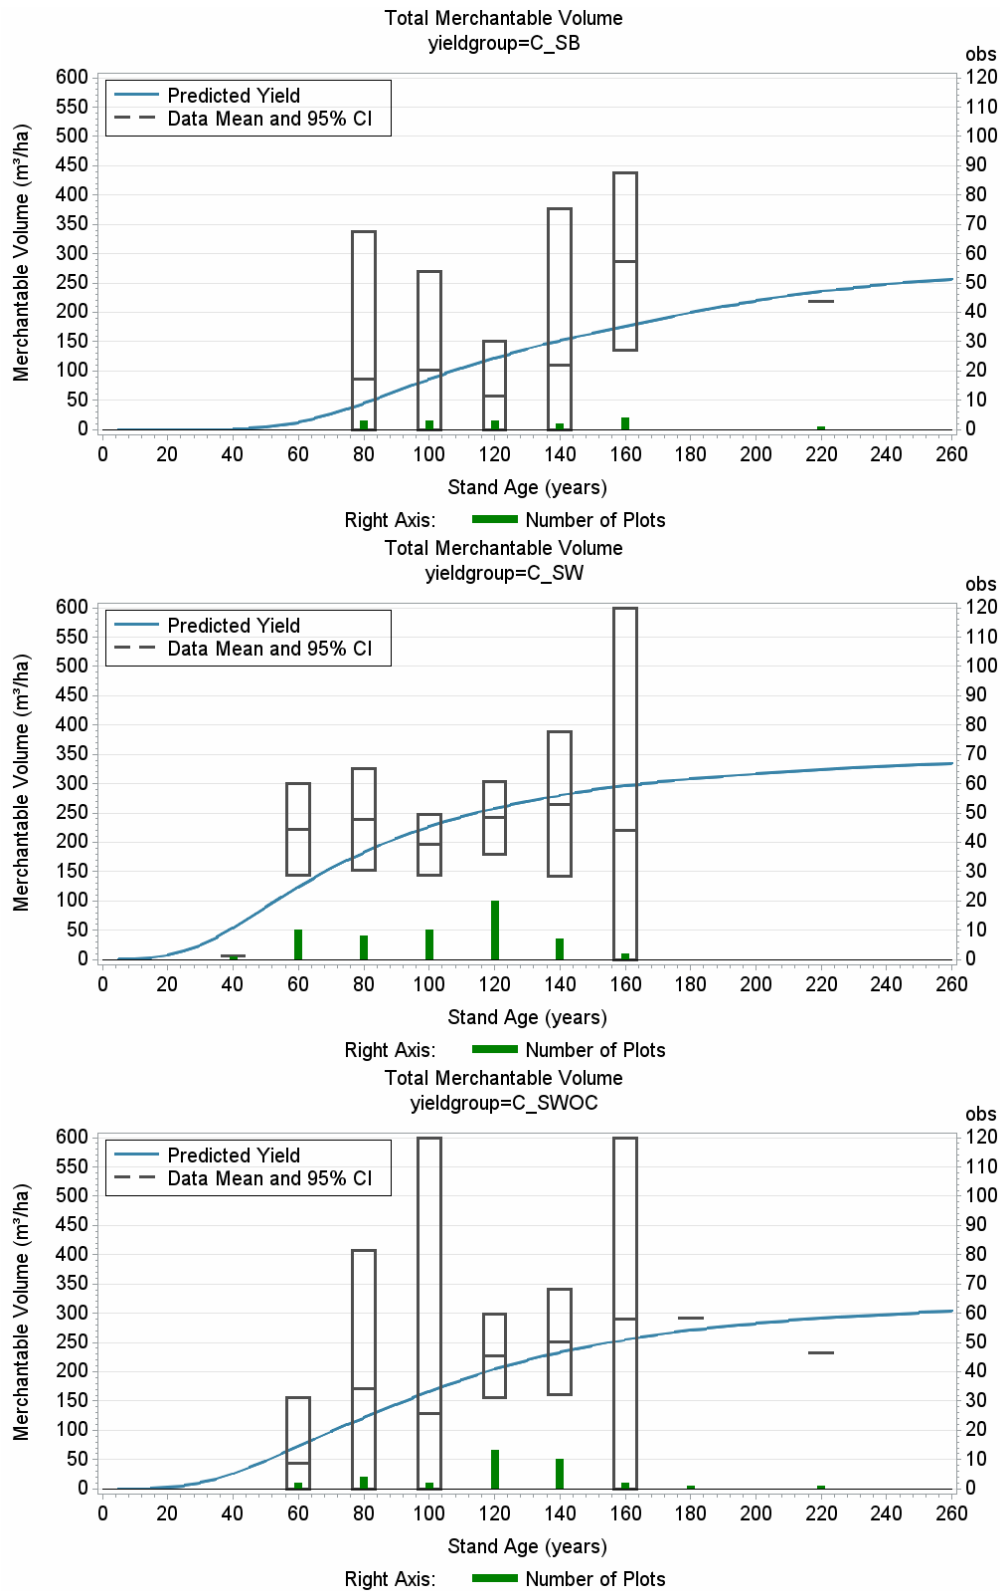 Total Merchantable Volume
yieldgroup=C_SB
obs
Merchantable Volume (m³/ha)
600
550
500
450
400
350
300
250
200
150
100
50
0
Predicted Yield
Data Mean and 95% CI
120
110
100
90
80
70
60
50
40
30
20
10
0
0 20 40 60 80 100 120 140 160 180 200 220 240 260
Stand Age (years)
Right Axis: Number of Plots
Total Merchantable Volume
yieldgroup=C_SW
obs
Merchantable Volume (m³/ha)
600
550
500
450
400
350
300
250
200
150
100
50
0
Predicted Yield
Data Mean and 95% CI
120
110
100
90
80
70
60
50
40
30
20
10
0
0 20 40 60 80 100 120 140 160 180 200 220 240 260
Stand Age (years)
Right Axis: Number of Plots
Total Merchantable Volume
yieldgroup=C_SWOC
obs
Merchantable Volume (m³/ha)
600
550
500
450
400
350
300
250
200
150
100
50
0
Predicted Yield
Data Mean and 95% CI
120
110
100
90
80
70
60
50
40
30
20
10
0
0 20 40 60 80 100 120 140 160 180 200 220 240 260
Stand Age (years)
Right Axis: Number of Plots